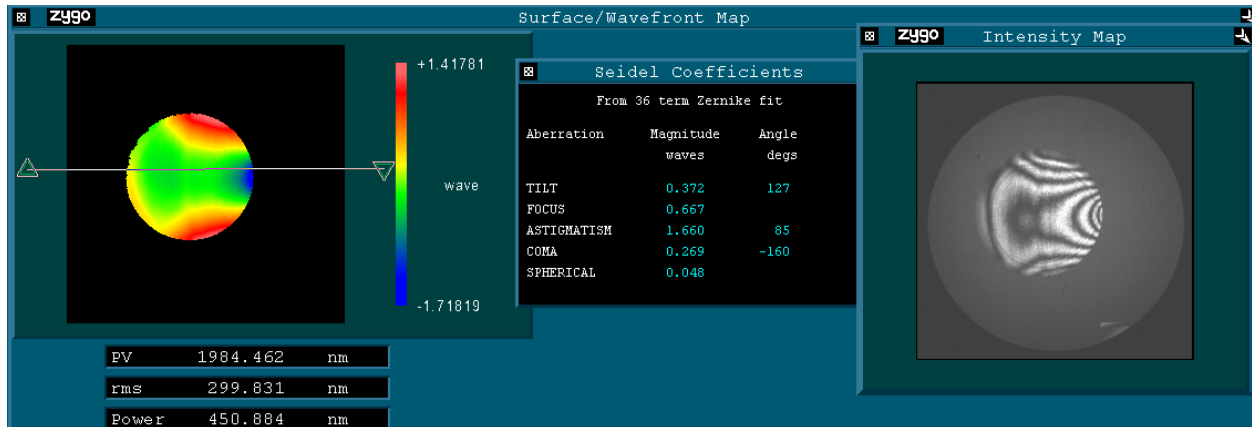 zygo Surface/Wavefront Map
+1.41781
wave
-1.71819
PV 1984.462 nm
rms 299.831 nm
Power 450.884 nm
Seidel Coefficients
From 36 term Zernike fit
Aberration Magnitude Angle
waves degs
TILT 0.372 127
FOCUS 0.667
ASTIGMATISM 1.660 85
COMA 0.269 -160
SPHERICAL 0.048
zygo Intensity Map